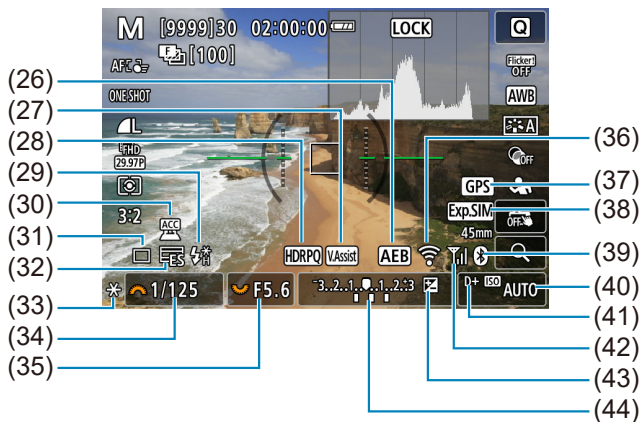 M [9999]30 02:00:00 LOCK Q
F [100]
AF Flicker! OFF
ONE SHOT AWB
A
L OFF
FHD 29.97P
GPS
3:2 Exp.SIM
ACC OFF
45mm
ES H HDR PQ V.Assist AEB
1/125 F5.6 -3..2..1..0..1..2..+3 D+ ISO AUTO
(26)
(27)
(28)
(29)
(30)
(31)
(32)
(33)
(34)
(35)
(36)
(37)
(38)
(39)
(40)
(41)
(42)
(43)
(44)